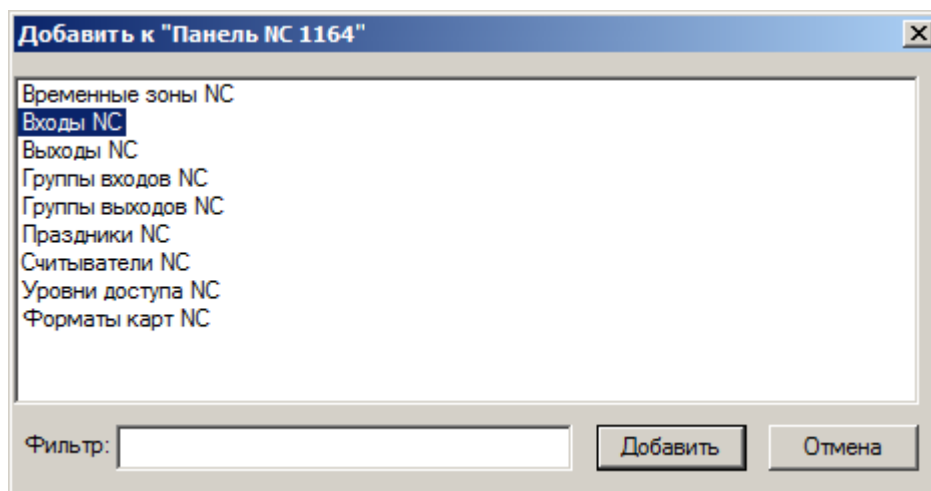 Добавить к "Панель NC 1164"
Временные зоны NC
Входы NC
Выходы NC
Группы входов NC
Группы выходов NC
Праздники NC
Считыватели NC
Уровни доступа NC
Форматы карт NC
Фильтр: Добавить Отмена